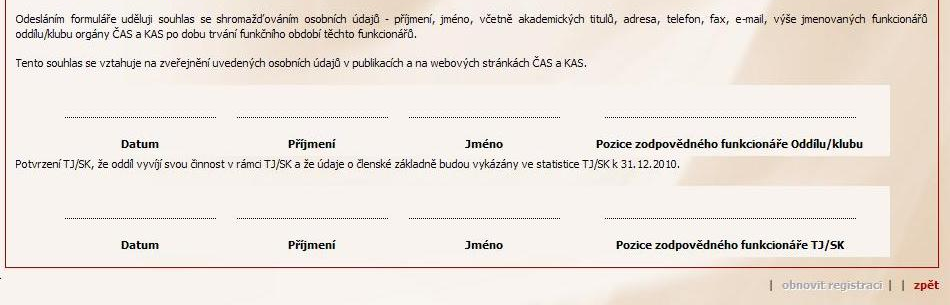 Odesláním formuláře uděluji souhlas se shromažďováním osobních údajů - příjmení, jméno, včetně akademických titulů, adresa, telefon, fax, e-mail, výše jmenovaných funkcionářů
oddílu/klubu orgány ČAS a KAS po dobu trvání funkčního období těchto funkcionářů.
Tento souhlas se vztahuje na zveřejnění uvedených osobních údajů v publikacích a na webových stránkách ČAS a KAS.
Datum Příjmení Jméno Pozice zodpovědného funkcionáře Oddílu/klubu
Potvrzení TJ/SK, že oddíl vyvíjí svou činnost v rámci TJ/SK a že údaje o členské základně budou vykázány ve statistice TJ/SK k 31.12.2010.
Datum Příjmení Jméno Pozice zodpovědného funkcionáře TJ/SK
| obnovit registraci | | zpět